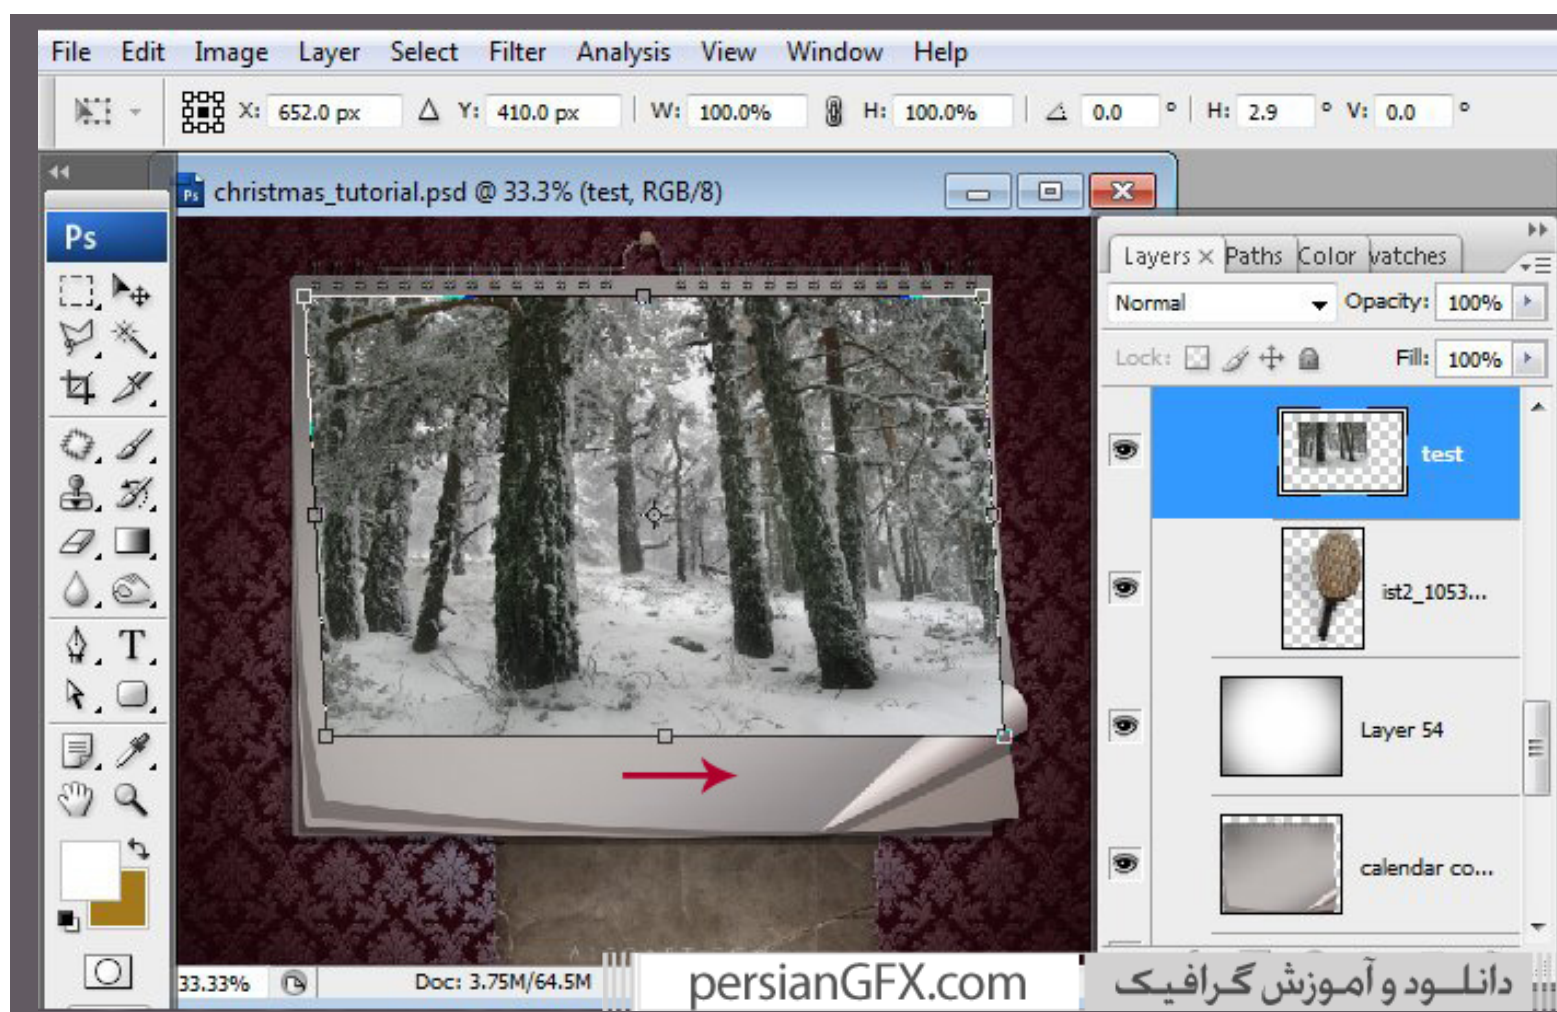 File Edit Image Layer Select Filter Analysis View Window Help
X: 652.0 px Δ Y: 410.0 px W: 100.0% H: 100.0% 0.0 ° H: 2.9 ° V: 0.0 °
christmas_tutorial.psd @ 33.3% (test, RGB/8)
Ps
Layers × Paths Color vatches
Normal Opacity: 100%
Lock: Fill: 100%
test
ist2_1053...
Layer 54
calendar co...
T
33.33% Doc: 3.75M/64.5M
persianGFX.com
دانلــود و آموزش گرافیک